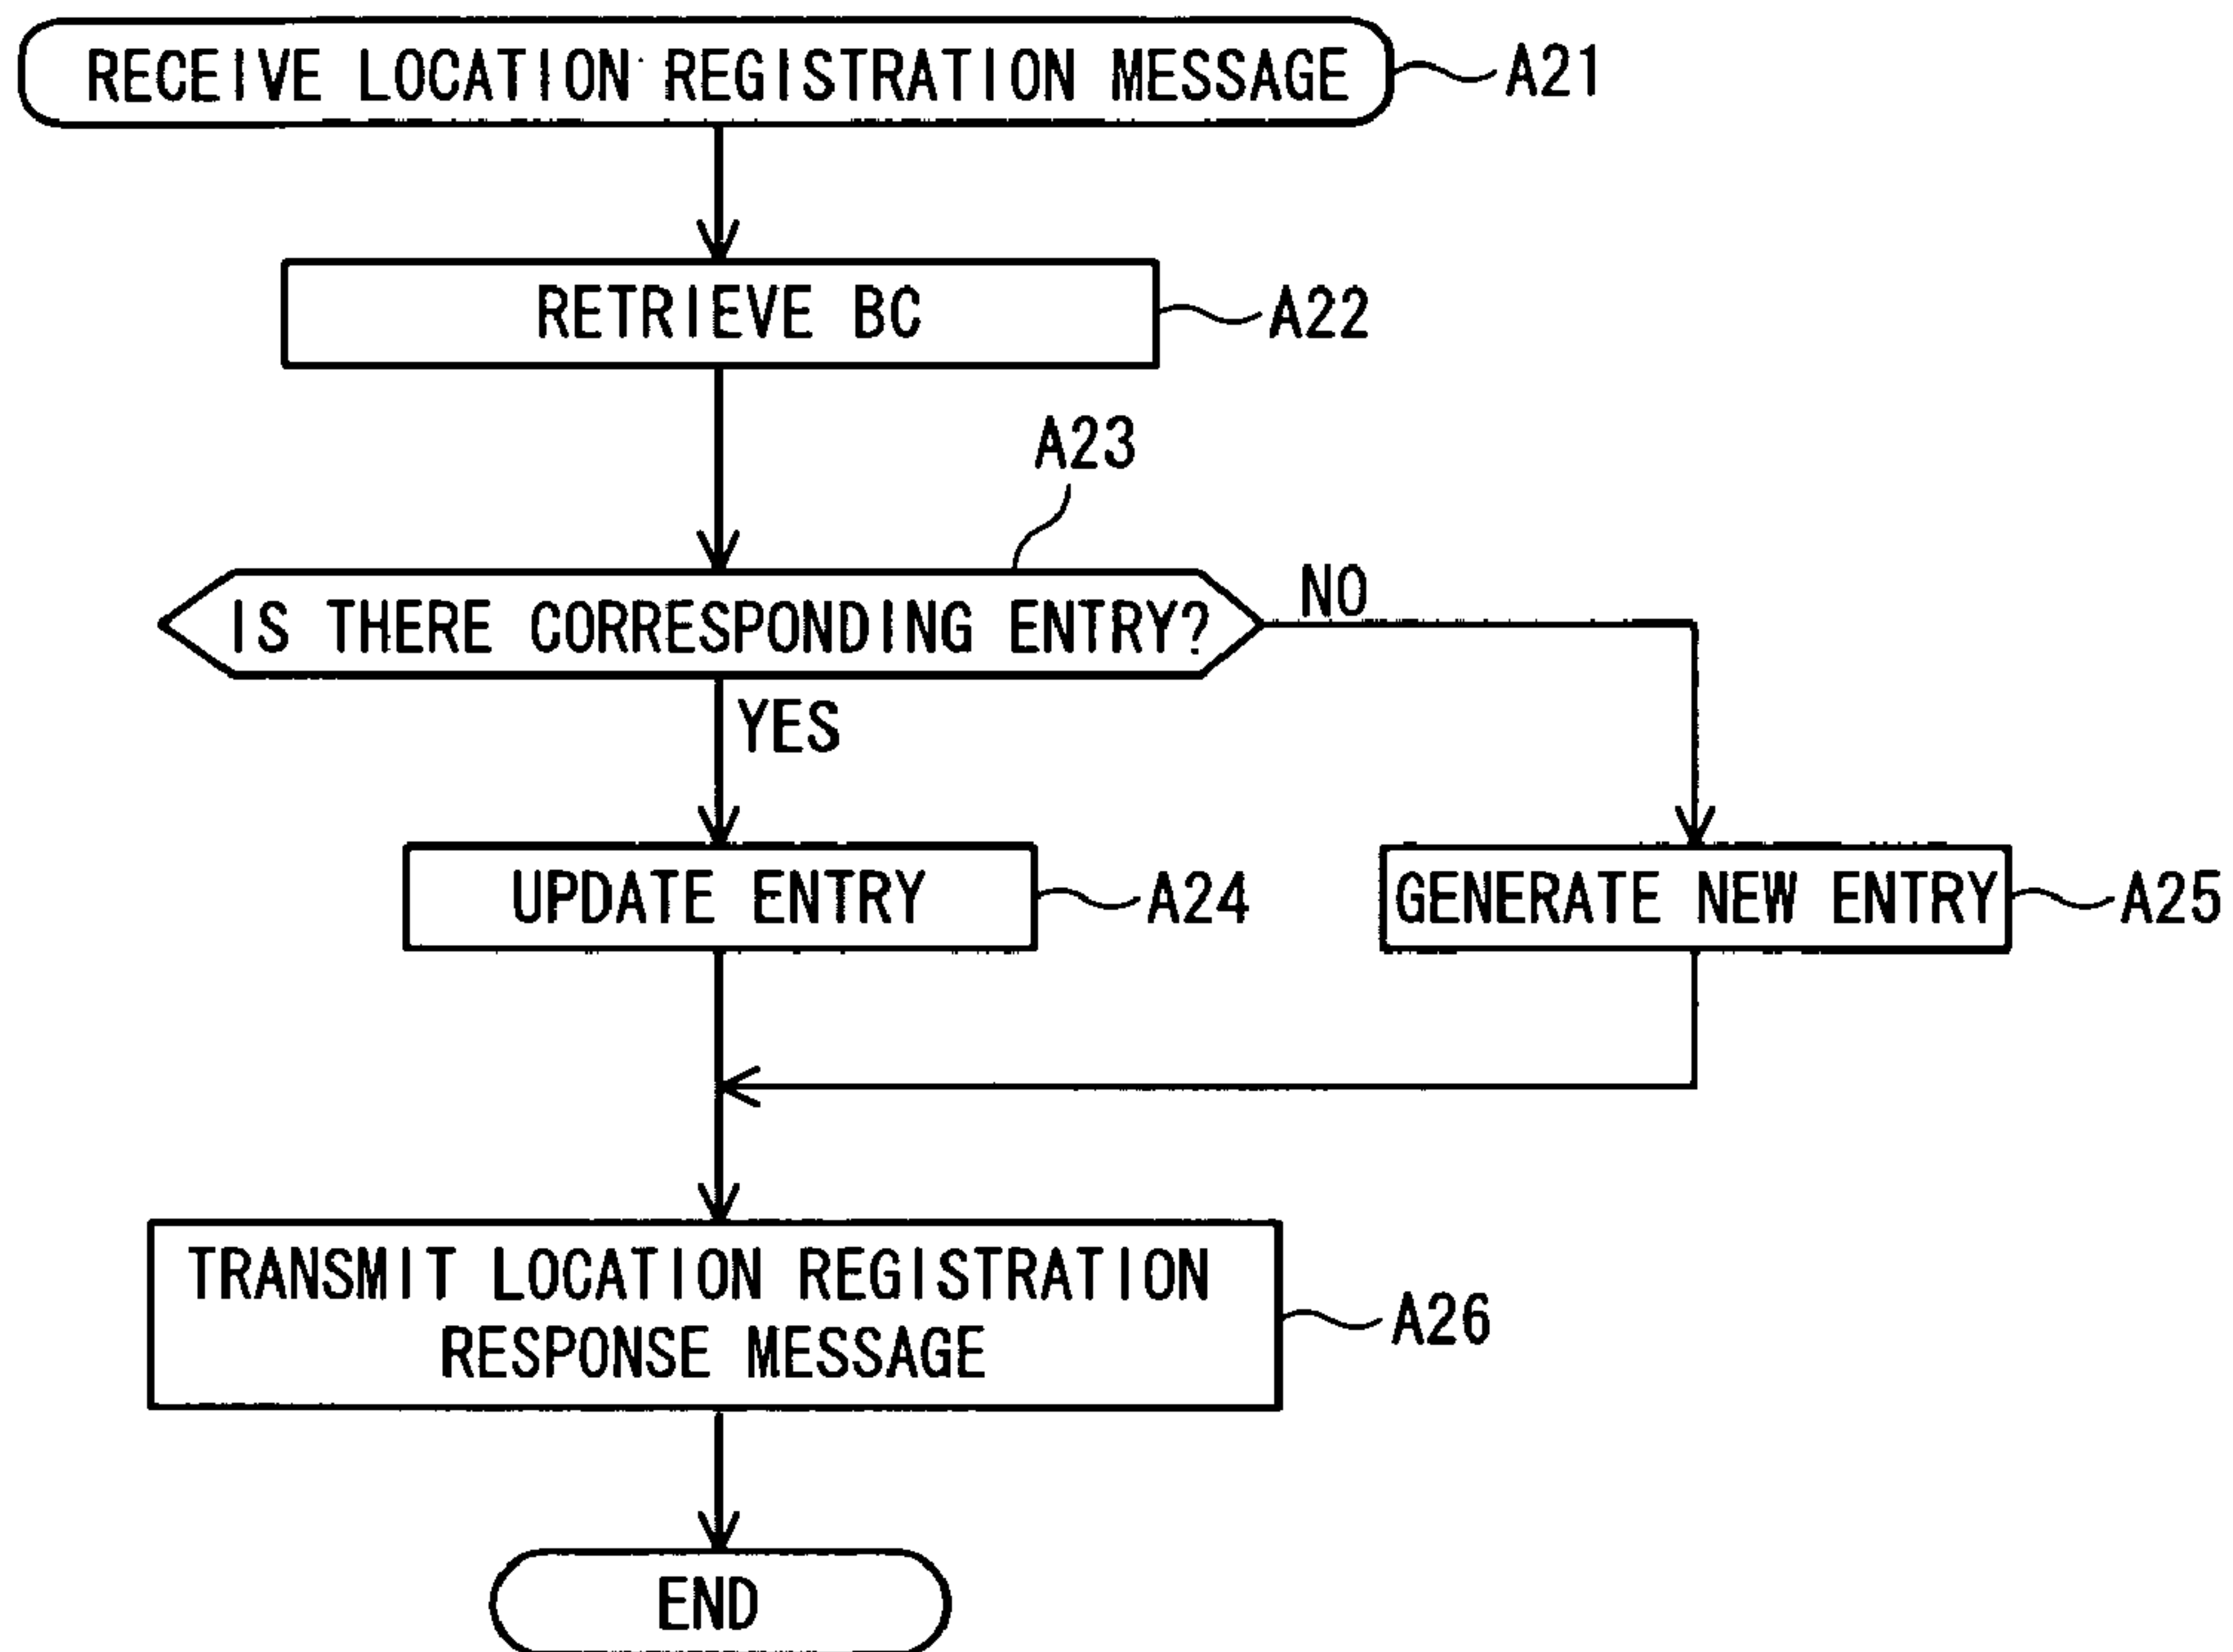 RECEIVE LOCATION REGISTRATION MESSAGE
A21
RETRIEVE BC
A22
A23
IS THERE CORRESPONDING ENTRY?
NO
YES
UPDATE ENTRY
A24
GENERATE NEW ENTRY
A25
TRANSMIT LOCATION REGISTRATION
RESPONSE MESSAGE
A26
END